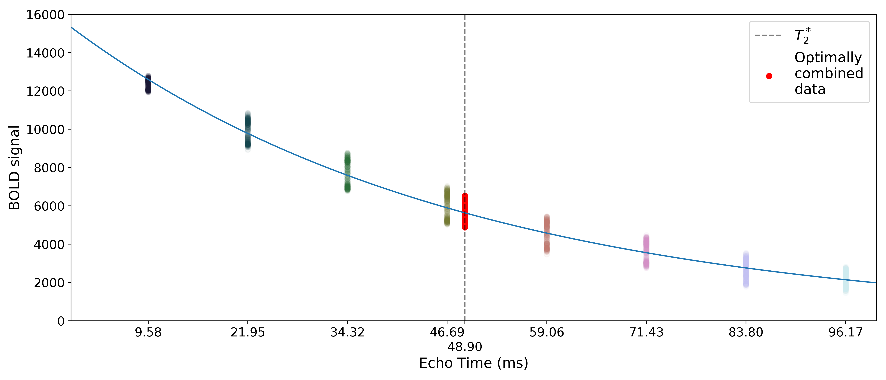 16000
14000
12000
10000
8000
6000
4000
2000
0
BOLD signal
T₂*
Optimally
combined
data
9.58 21.95 34.32 46.69 59.06 71.43 83.80 96.17
48.90
Echo Time (ms)